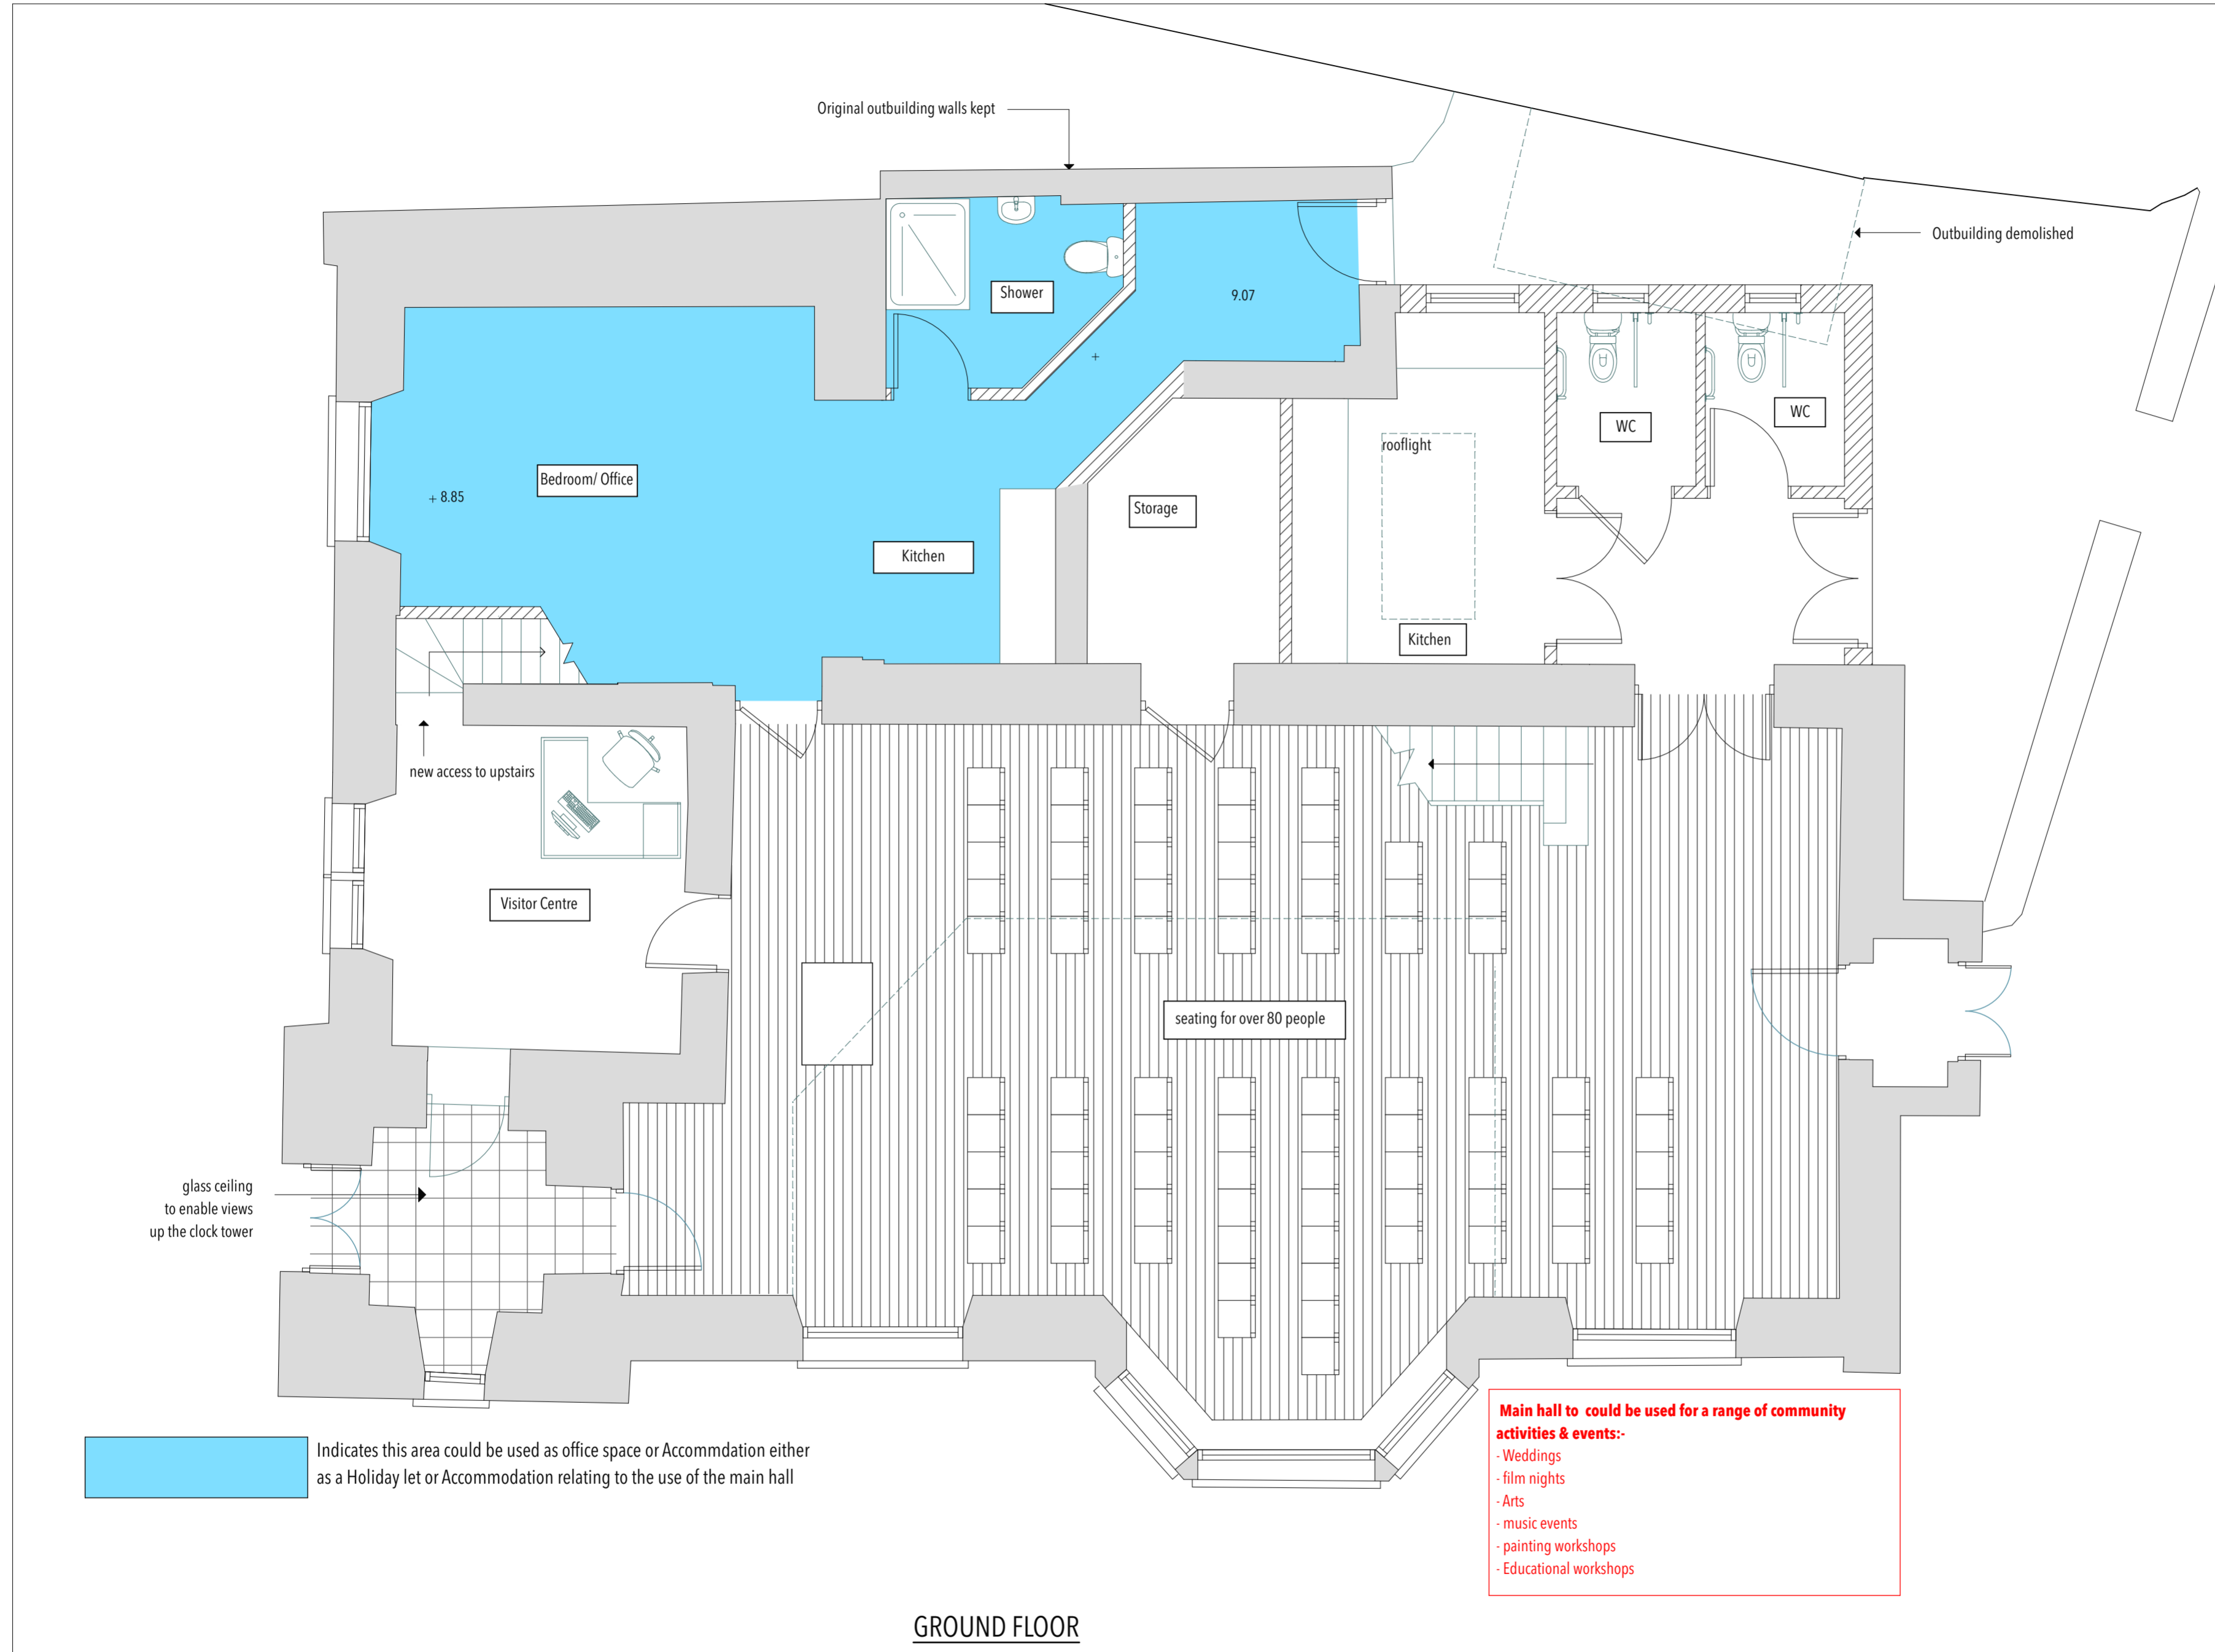 Original outbuilding walls kept
Outbuilding demolished
Shower
9.07
WC
WC
rooflight
Bedroom/ Office
+ 8.85
Storage
Kitchen
Kitchen
new access to upstairs
Visitor Centre
seating for over 80 people
glass ceiling
to enable views
up the clock tower
Main hall to  could be used for a range of community
activities & events:-
- Weddings
- film nights
- Arts
- music events
- painting workshops
- Educational workshops
Indicates this area could be used as office space or Accommdation either
as a Holiday let or Accommodation relating to the use of the main hall
GROUND FLOOR